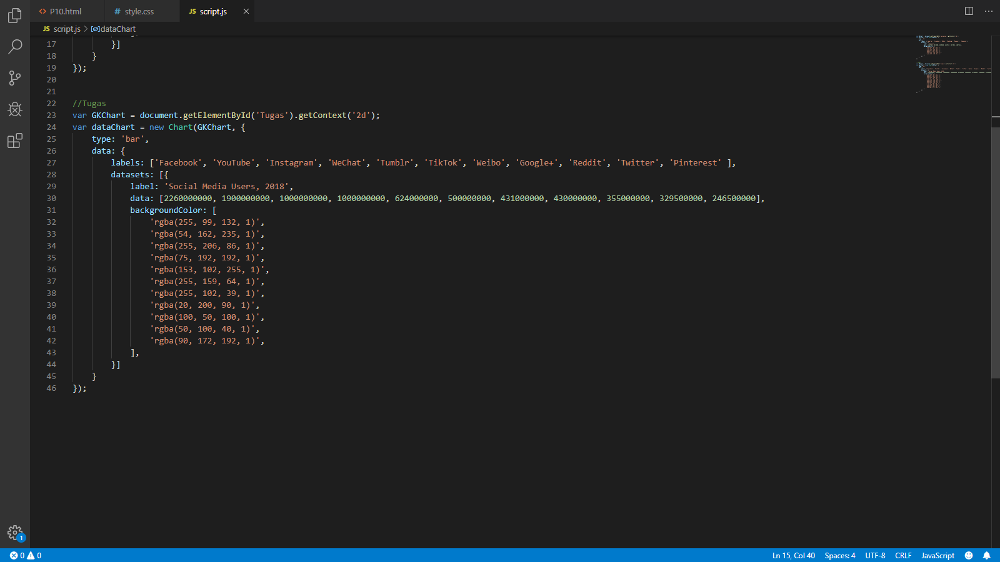 P10.html style.css JS script.js
JS script.js > dataChart
17 }]
18 }
19 });
20
21
22 //Tugas
23 var GKChart = document.getElementById('Tugas').getContext('2d');
24 var dataChart = new Chart(GKChart, {
25 type: 'bar',
26 data: {
27 labels: ['Facebook', 'YouTube', 'Instagram', 'WeChat', 'Tumblr', 'TikTok', 'Weibo', 'Google+', 'Reddit', 'Twitter', 'Pinterest' ],
28 datasets: [{
29 label: 'Social Media Users, 2018',
30 data: [2260000000, 1900000000, 1000000000, 1000000000, 624000000, 500000000, 431000000, 430000000, 355000000, 329500000, 246500000],
31 backgroundColor: [
32 'rgba(255, 99, 132, 1)',
33 'rgba(54, 162, 235, 1)',
34 'rgba(255, 206, 86, 1)',
35 'rgba(75, 192, 192, 1)',
36 'rgba(153, 102, 255, 1)',
37 'rgba(255, 159, 64, 1)',
38 'rgba(255, 102, 39, 1)',
39 'rgba(20, 200, 90, 1)',
40 'rgba(100, 50, 100, 1)',
41 'rgba(50, 100, 40, 1)',
42 'rgba(90, 172, 192, 1)',
43 ],
44 }]
45 }
46 });
1
0 0 Ln 15, Col 40 Spaces: 4 UTF-8 CRLF JavaScript